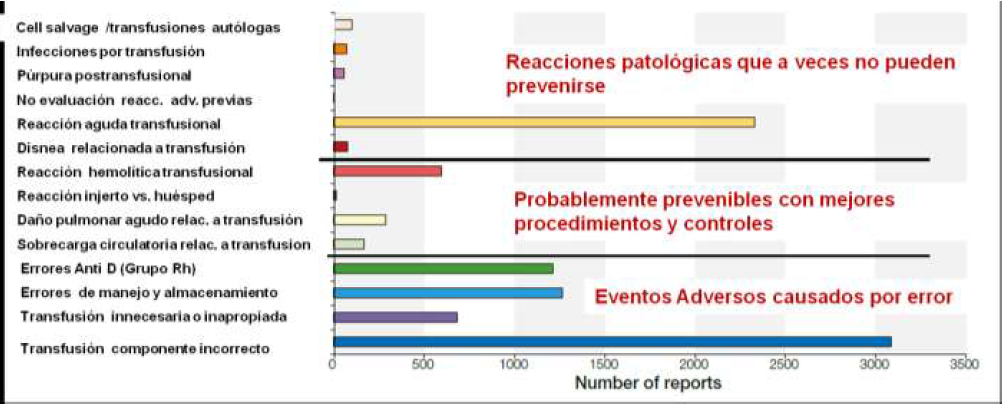 Cell salvage /transfusiones autólogas
Infecciones por transfusión
Púrpura postransfusional
No evaluación reacc. adv. previas
Reacción aguda transfusional
Disnea relacionada a transfusión
Reacciones patológicas que a veces no pueden
prevenirse
Reacción hemolítica transfusional
Reacción injerto vs. huésped
Daño pulmonar agudo relac. a transfusión
Sobrecarga circulatoria relac. a transfusion
Probablemente prevenibles con mejores
procedimientos y controles
Errores Anti D (Grupo Rh)
Errores de manejo y almacenamiento
Transfusión innecesaria o inapropiada
Transfusión componente incorrecto
Eventos Adversos causados por error
0 500 1000 1500 2000 2500 3000 3500
Number of reports